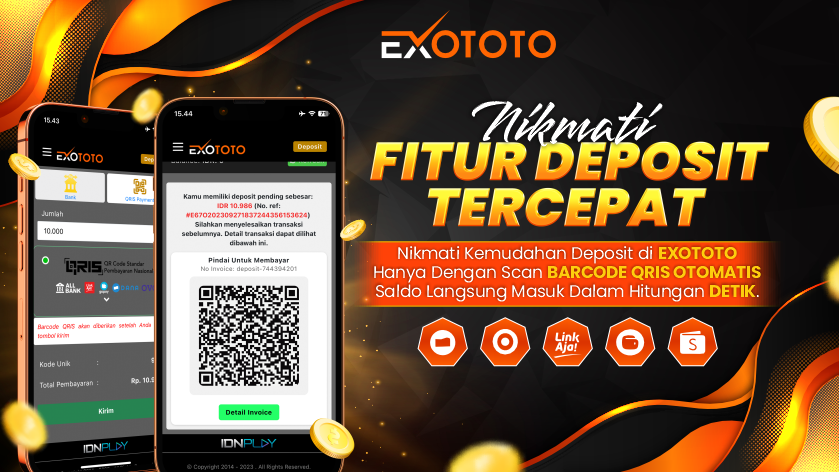 EXOTOTO
Nikmati
FITUR DEPOSIT
TERCEPAT
Nikmati Kemudahan Deposit di EXOTOTO
Hanya Dengan Scan BARCODE QRIS OTOMATIS
Saldo Langsung Masuk Dalam Hitungan DETIK.
Link
Aja!
S
15.43
EXOTOTO
Bank
QRIS Payment
Jumlah
10.000
QRIS
QR Code Standar
Pembayaran Nasional
ALL
BANK
Barcode QRIS akan diberikan setelah Anda
tombol kirim
Kode Unik :
Total Pembayaran : Rp. 10.9
Kirim
IDNPLAY
15.44
EXOTOTO
Deposit
Kamu memiliki deposit pending sebesar:
IDR 10.986 (No. ref:
#E67O2023092718372443561536​24)
Silahkan menyelesaikan transaksi
sebelumnya. Detail transaksi dapat dilihat
dibawah ini.
Pindai Untuk Membayar
No Invoice: deposit-744394201
Detail Invoice
IDNPLAY
© Copyright 2014 - 2023 . All Rights Reserved.